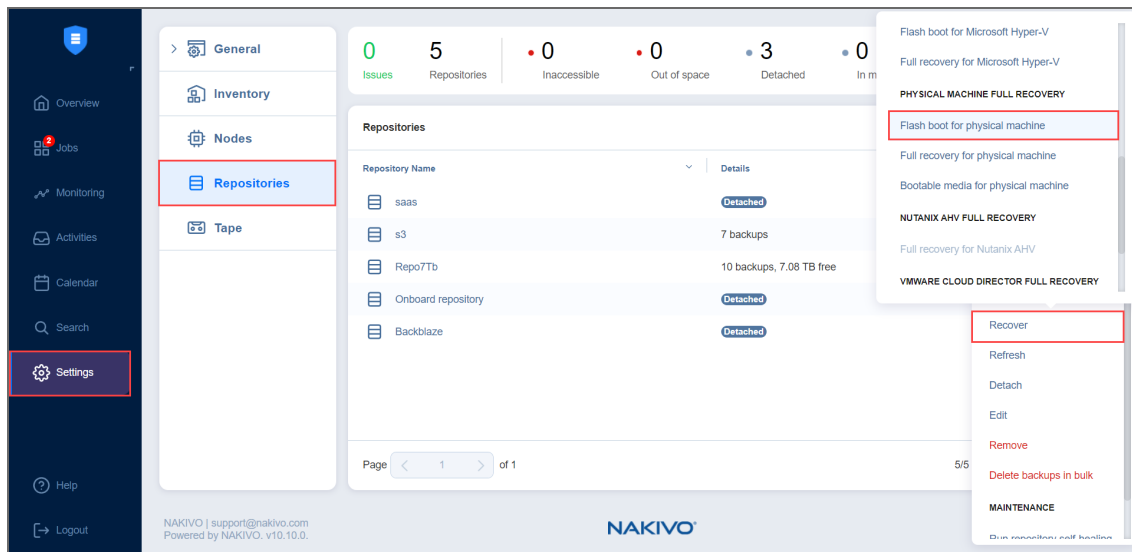 Overview
2
Jobs
Monitoring
Activities
Calendar
Search
Settings
Help
Logout
General
Inventory
Nodes
Repositories
Tape
0
Issues
5
Repositories
0
Inaccessible
0
Out of space
3
Detached
0
In m
Repositories
Repository Name
Details
saas
Detached
s3
7 backups
Repo7Tb
10 backups, 7.08 TB free
Onboard repository
Detached
Backblaze
Detached
Page 1 of 1
5/5
Flash boot for Microsoft Hyper-V
Full recovery for Microsoft Hyper-V
PHYSICAL MACHINE FULL RECOVERY
Flash boot for physical machine
Full recovery for physical machine
Bootable media for physical machine
NUTANIX AHV FULL RECOVERY
Full recovery for Nutanix AHV
VMWARE CLOUD DIRECTOR FULL RECOVERY
Recover
Refresh
Detach
Edit
Remove
Delete backups in bulk
MAINTENANCE
Run repository self-healing
NAKIVO | support@nakivo.com
Powered by NAKIVO. v10.10.0.
NAKIVO®